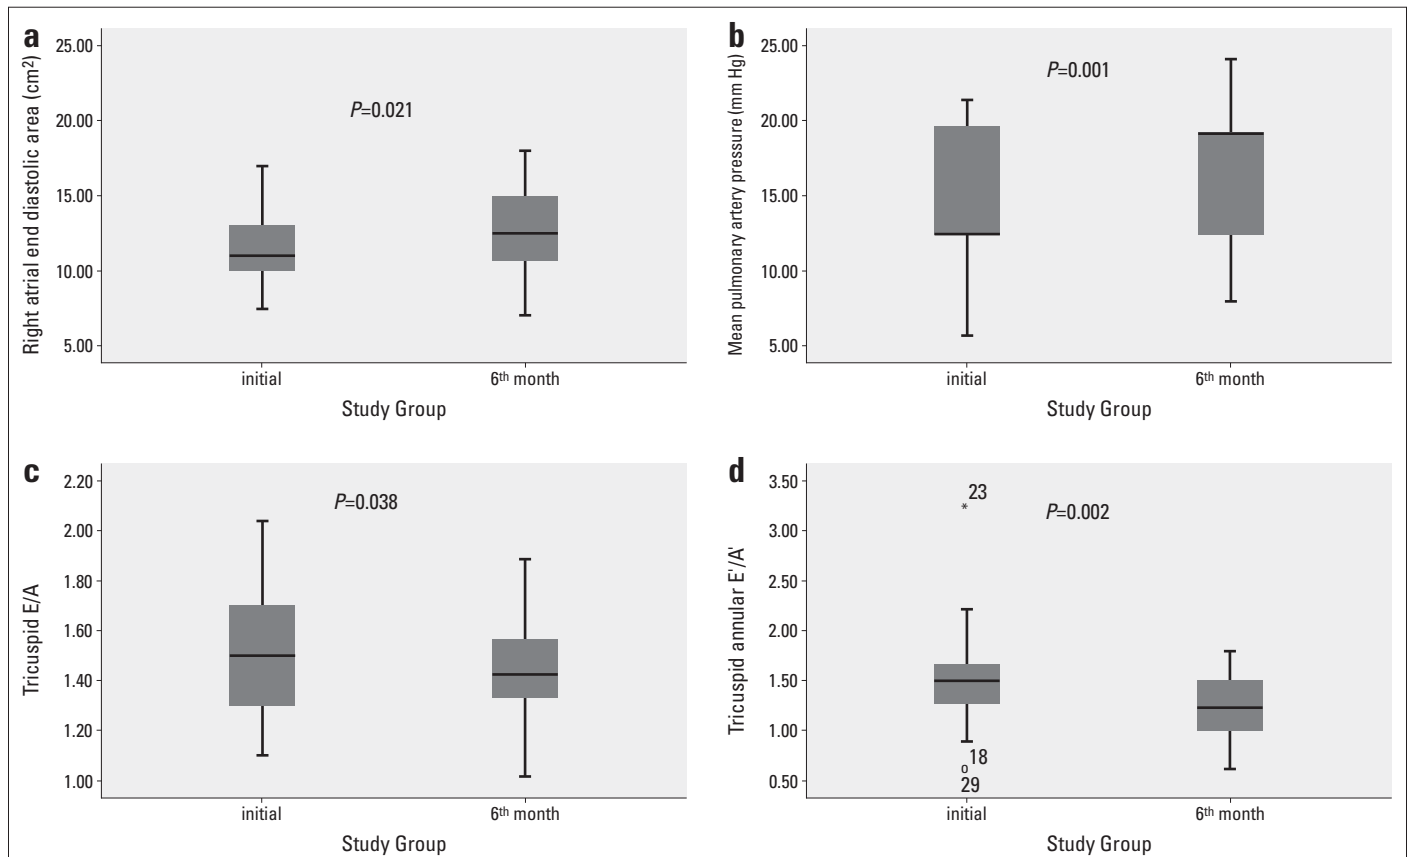 a
Right atrial end diastolic area (cm²)
25.00
20.00
15.00
10.00
5.00
P=0.021
initial
6th month
Study Group
b
Mean pulmonary artery pressure (mm Hg)
25.00
20.00
15.00
10.00
5.00
P=0.001
initial
6th month
Study Group
c
Tricuspid E/A
2.20
2.00
1.80
1.60
1.40
1.20
1.00
P=0.038
initial
6th month
Study Group
d
Tricuspid annular E'/A'
3.50
3.00
2.50
2.00
1.50
1.00
0.50
*23
P=0.002
o18
29
initial
6th month
Study Group